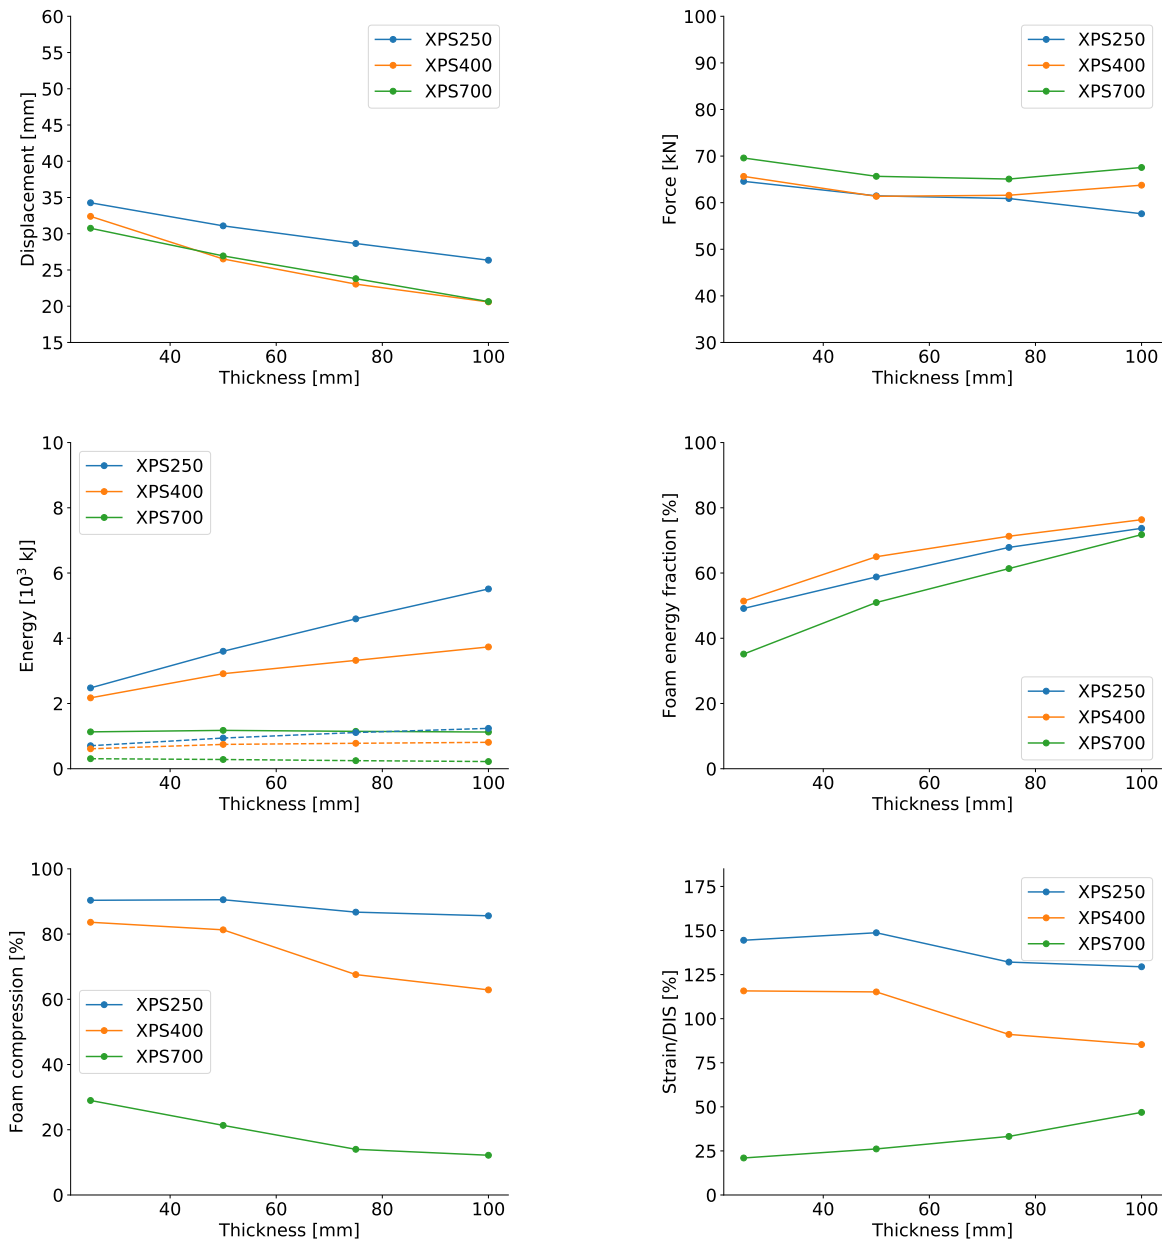 60
55
50
45
40
35
30
25
20
15
Displacement [mm]
40 60 80 100
Thickness [mm]
XPS250
XPS400
XPS700
100
90
80
70
60
50
40
30
Force [kN]
40 60 80 100
Thickness [mm]
XPS250
XPS400
XPS700
10
8
6
4
2
0
Energy [10³ kJ]
40 60 80 100
Thickness [mm]
XPS250
XPS400
XPS700
100
80
60
40
20
0
Foam energy fraction [%]
40 60 80 100
Thickness [mm]
XPS250
XPS400
XPS700
100
80
60
40
20
0
Foam compression [%]
40 60 80 100
Thickness [mm]
XPS250
XPS400
XPS700
175
150
125
100
75
50
25
0
Strain/DIS [%]
40 60 80 100
Thickness [mm]
XPS250
XPS400
XPS700